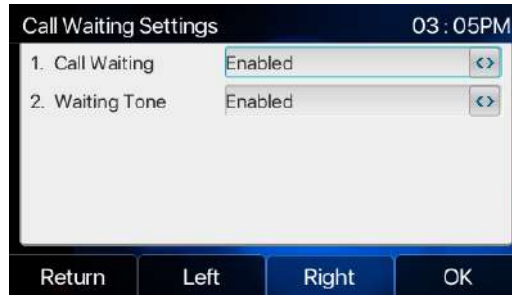 Call Waiting Settings 03:05PM
1. Call Waiting Enabled <>
2. Waiting Tone Enabled <>
Return Left Right OK